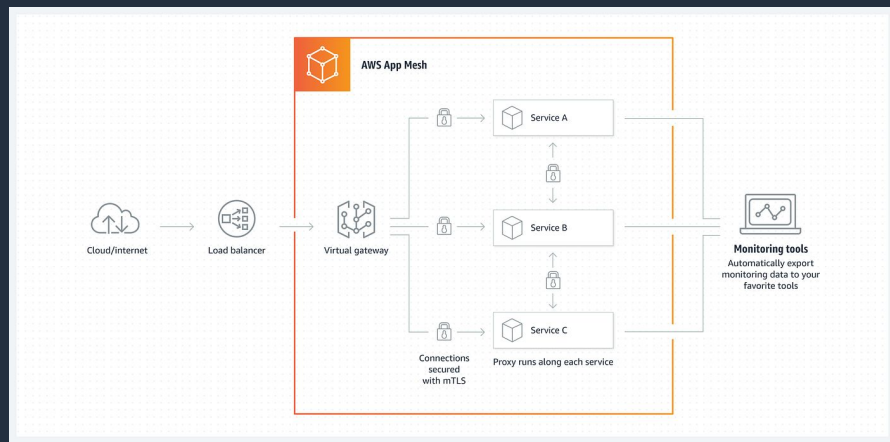 AWS App Mesh
Service A
Cloud/internet
Load balancer
Virtual gateway
Service B
Monitoring tools
Automatically export
monitoring data to your
favorite tools
Service C
Connections
secured
with mTLS
Proxy runs along each service